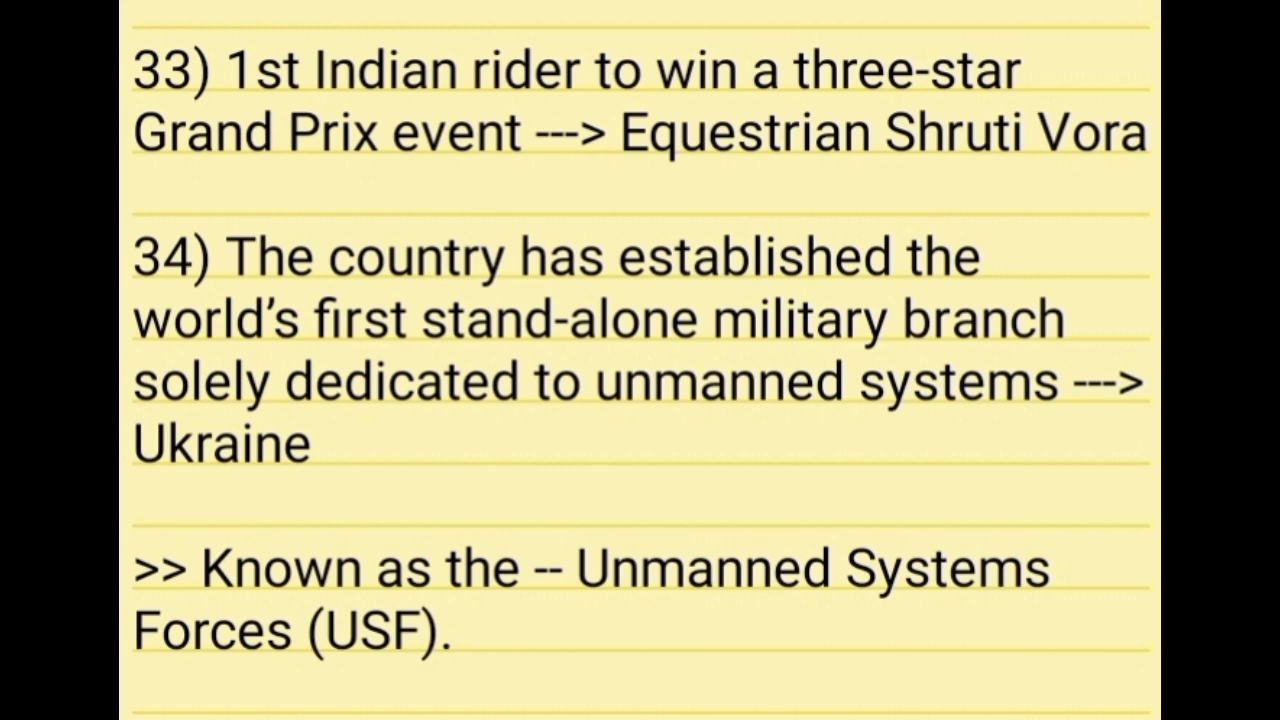 33) 1st Indian rider to win a three-star
Grand Prix event ---> Equestrian Shruti Vora
34) The country has established the
world’s first stand-alone military branch
solely dedicated to unmanned systems --->
Ukraine
>> Known as the -- Unmanned Systems
Forces (USF).